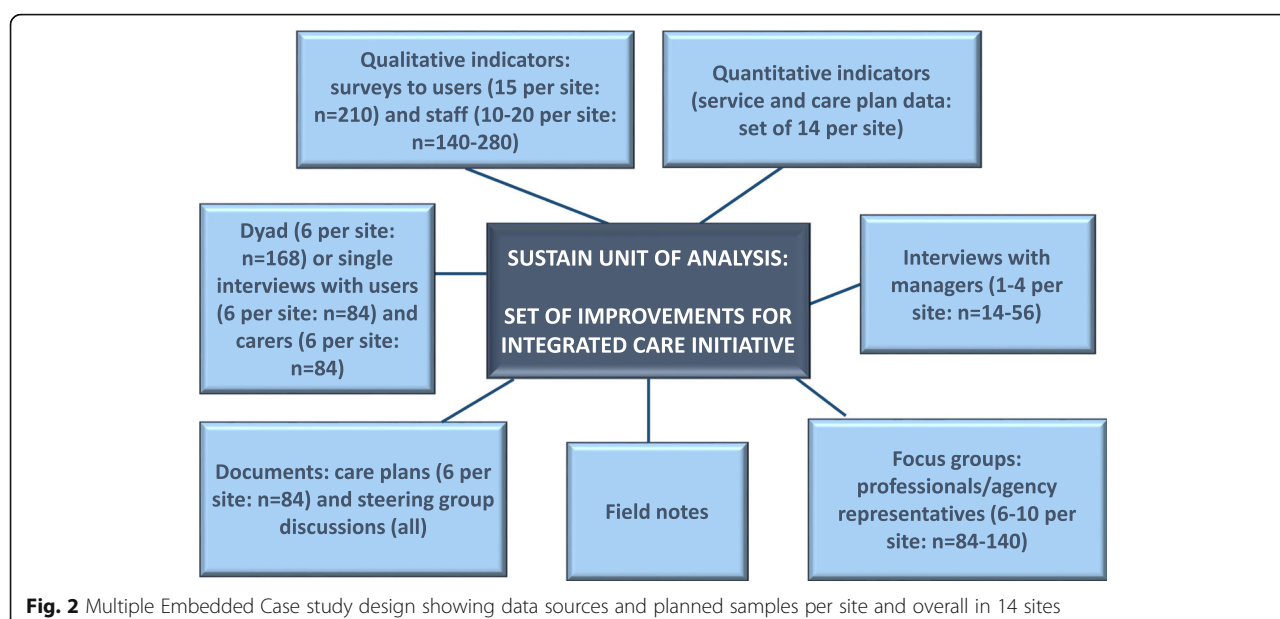 Qualitative indicators:
surveys to users (15 per site:
n=210) and staff (10-20 per site:
n=140-280)
Quantitative indicators
(service and care plan data:
set of 14 per site)
Dyad (6 per site:
n=168) or single
interviews with users
(6 per site: n=84) and
carers (6 per site:
n=84)
SUSTAIN UNIT OF ANALYSIS:
SET OF IMPROVEMENTS FOR
INTEGRATED CARE INITIATIVE
Interviews with
managers (1-4 per
site: n=14-56)
Documents: care plans (6 per
site: n=84) and steering group
discussions (all)
Field notes
Focus groups:
professionals/agency
representatives (6-10 per
site: n=84-140)
Fig. 2 Multiple Embedded Case study design showing data sources and planned samples per site and overall in 14 sites